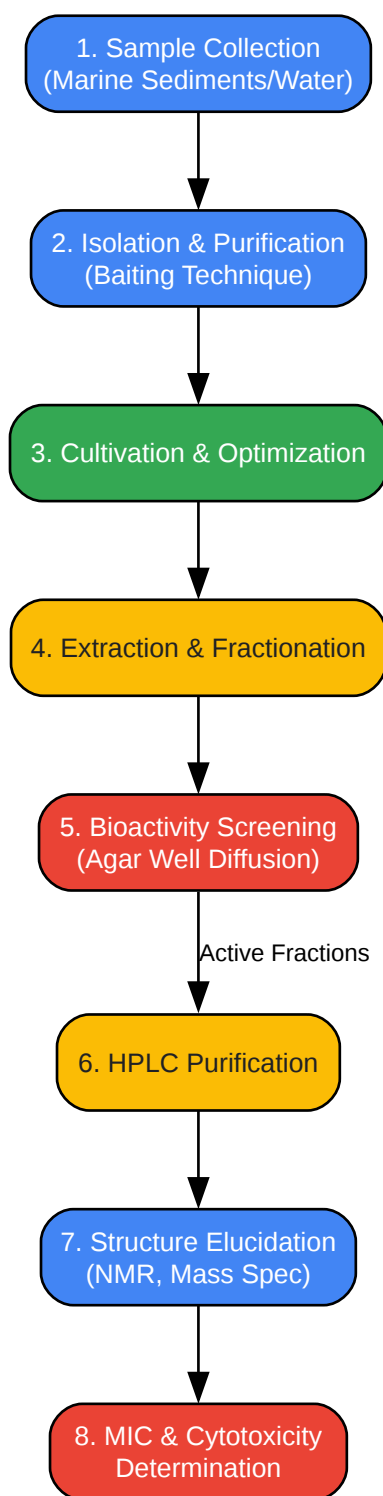 1. Sample Collection
(Marine Sediments/Water)
2. Isolation & Purification
(Baiting Technique)
3. Cultivation & Optimization
4. Extraction & Fractionation
5. Bioactivity Screening
(Agar Well Diffusion)
Active Fractions
6. HPLC Purification
7. Structure Elucidation
(NMR, Mass Spec)
8. MIC & Cytotoxicity
Determination